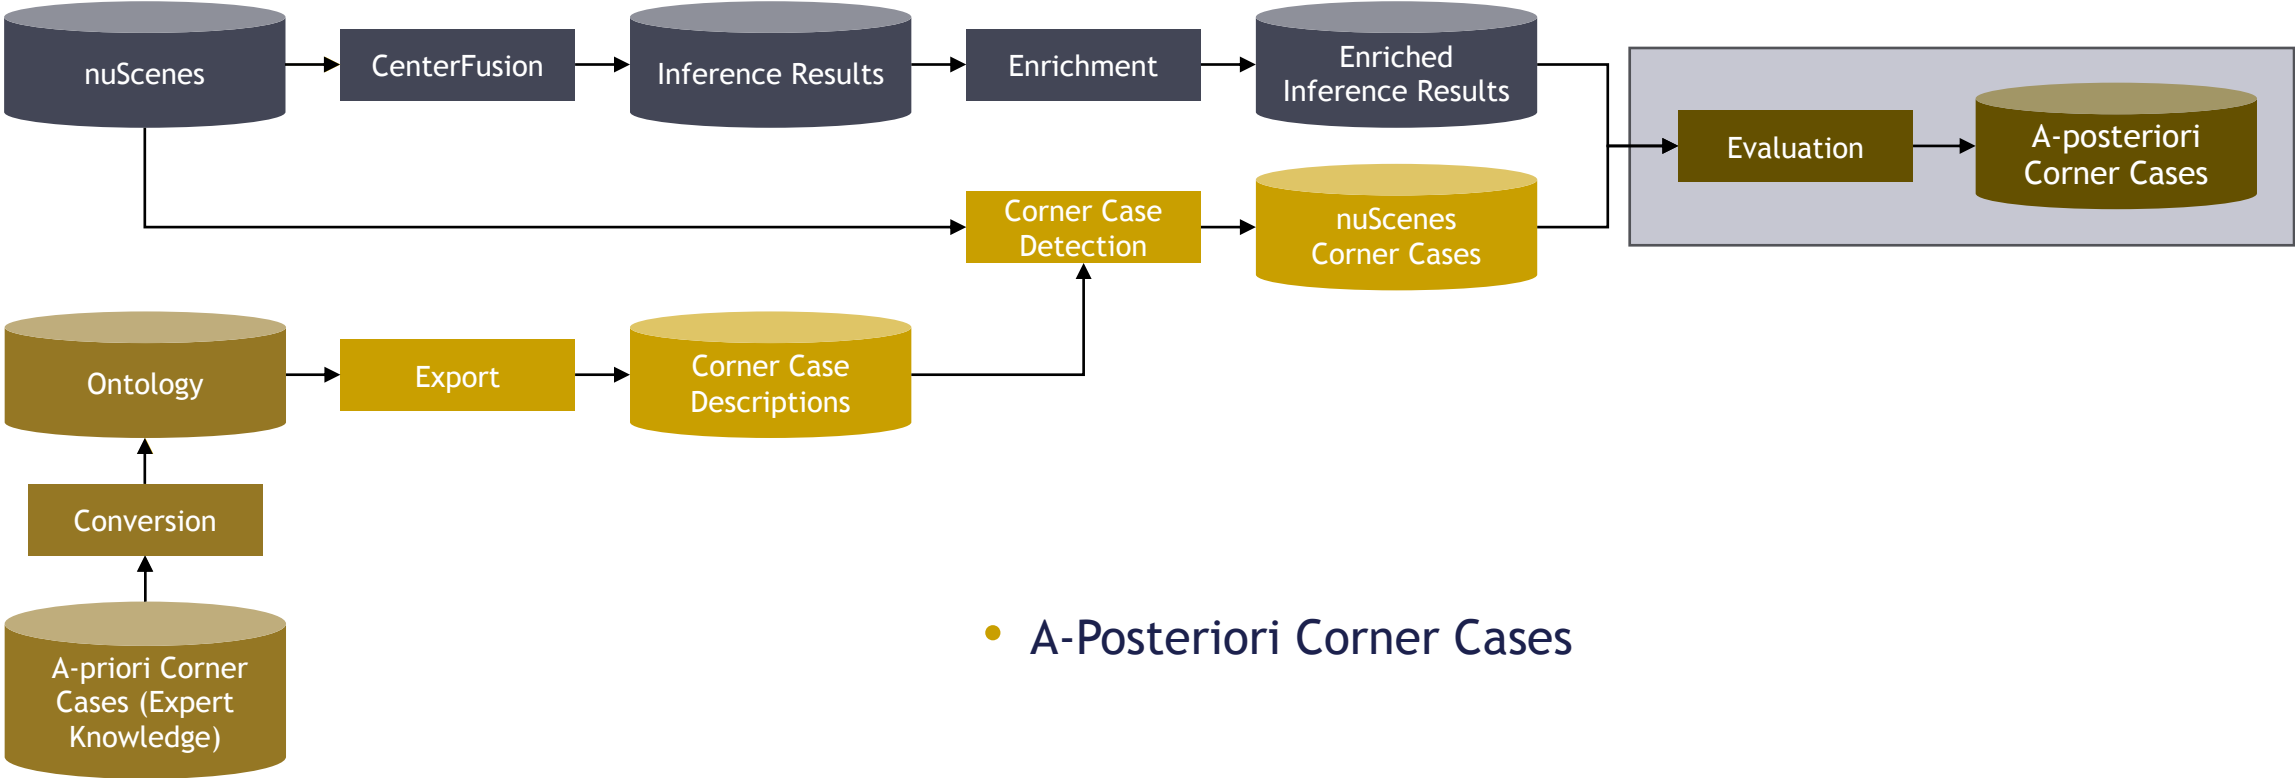 nuScenes
CenterFusion
Inference Results
Enrichment
Enriched
Inference Results
Evaluation
A-posteriori
Corner Cases
Corner Case
Detection
nuScenes
Corner Cases
Ontology
Export
Corner Case
Descriptions
Conversion
A-priori Corner
Cases (Expert
Knowledge)
• A-Posteriori Corner Cases